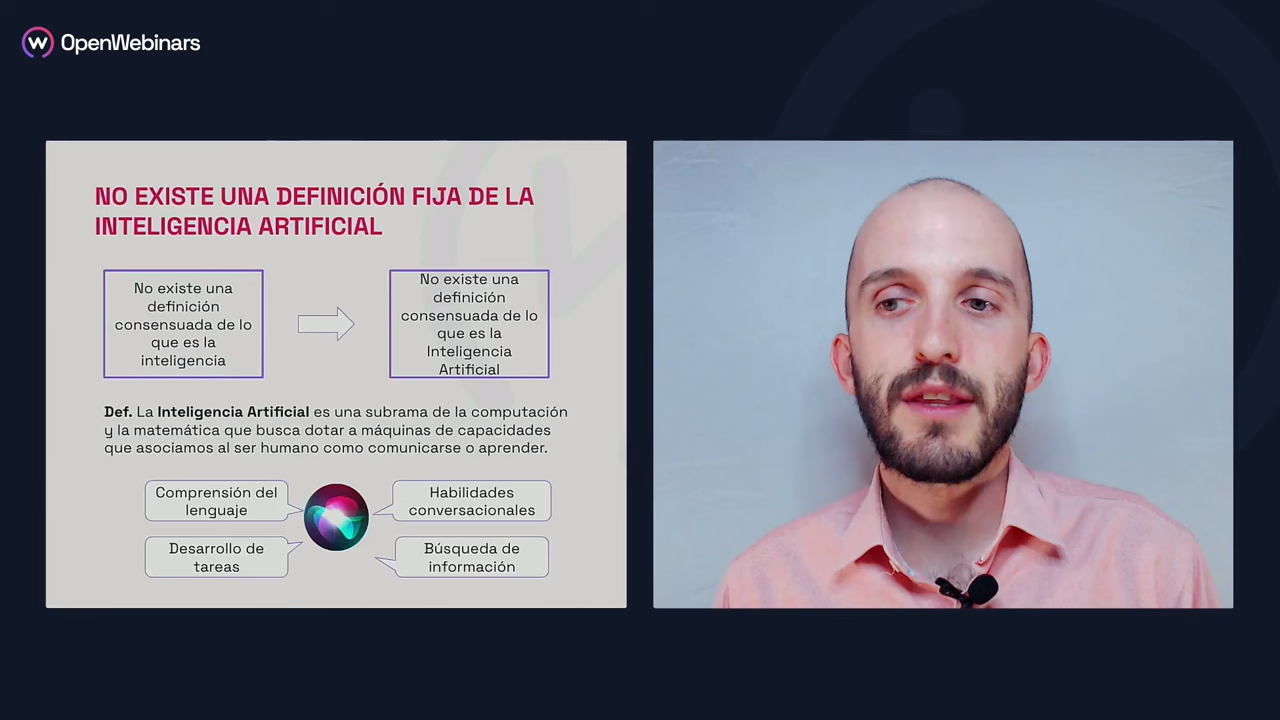 OpenWebinars
NO EXISTE UNA DEFINICIÓN FIJA DE LA
INTELIGENCIA ARTIFICIAL
No existe una
definición
consensuada de lo
que es la
inteligencia
No existe una
definición
consensuada de lo
que es la
Inteligencia
Artificial
Def. La Inteligencia Artificial es una subrama de la computación
y la matemática que busca dotar a máquinas de capacidades
que asociamos al ser humano como comunicarse o aprender.
Comprensión del
lenguaje
Habilidades
conversacionales
Desarrollo de
tareas
Búsqueda de
información